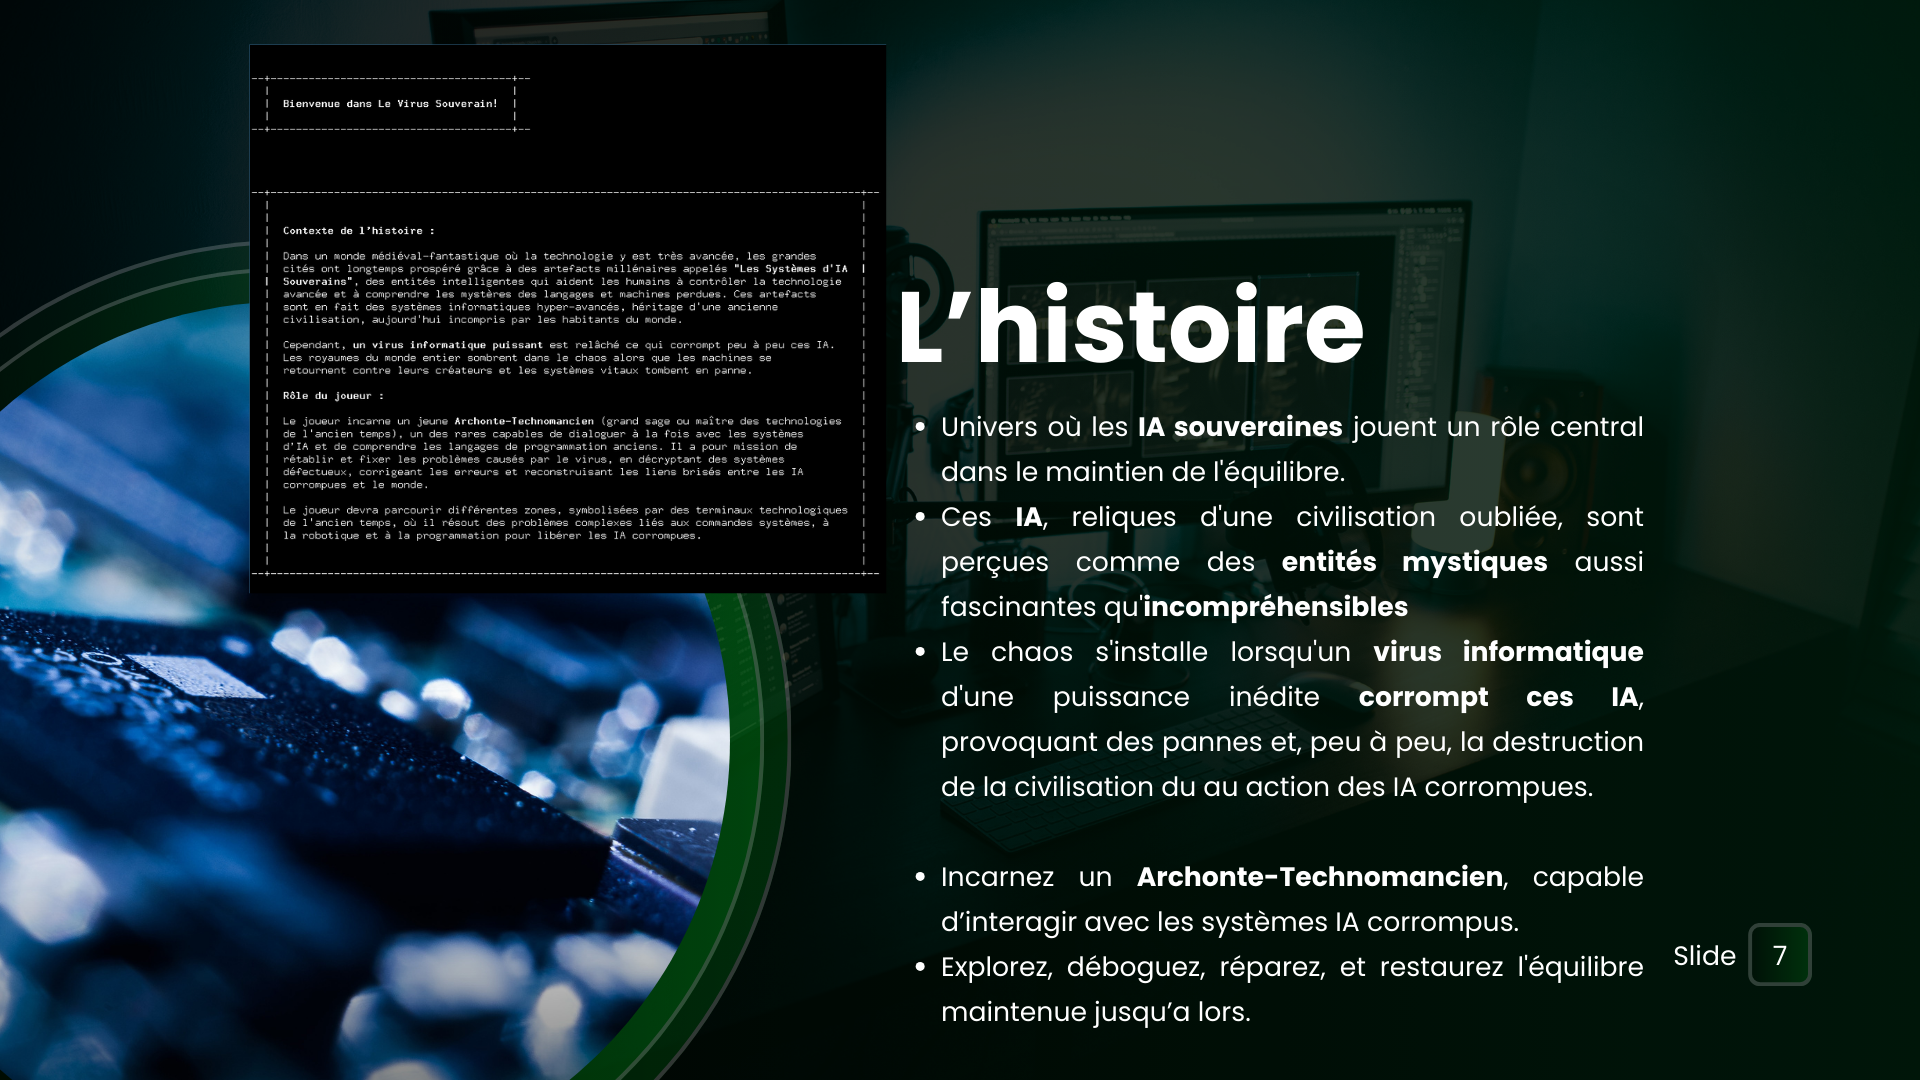 Bienvenue dans Le Virus Souverain!
Contexte de l'histoire :
Dans un monde médiéval-fantastique où la technologie y est très avancée, les grandes
cités ont longtemps prospéré grâce à des artefacts millénaires appelés "Les Systèmes d'IA
Souverains", des entités intelligentes qui aident les humains à contrôler la technologie
avancée et à comprendre les mystères des langages et machines perdues. Ces artefacts
sont en fait des systèmes informatiques hyper-avancés, héritage d'une ancienne
civilisation, aujourd'hui incompris par les habitants du monde.
Cependant, un virus informatique puissant est relâché ce qui corrompt peu à peu ces IA.
Les royaumes du monde entier sombrent dans le chaos alors que les machines se
retournent contre leurs créateurs et les systèmes vitaux tombent en panne.
Rôle du joueur :
Le joueur incarne un jeune Archonte-Technomancien (grand sage ou maître des technologies
de l'ancien temps), un des rares capables de dialoguer à la fois avec les systèmes
d'IA et de comprendre les langages de programmation anciens. Il a pour mission de
rétablir et fixer les problèmes causés par le virus, en décryptant des systèmes
défectueux, corrigeant les erreurs et reconstruisant les liens brisés entre les IA
corrompues et le monde.
Le joueur devra parcourir différentes zones, symbolisées par des terminaux technologiques
de l'ancien temps, où il résout des problèmes complexes liés aux commandes systèmes, à
la robotique et à la programmation pour libérer les IA corrompues.
L’histoire
• Univers où les IA souveraines jouent un rôle central
dans le maintien de l'équilibre.
• Ces IA, reliques d'une civilisation oubliée, sont
perçues comme des entités mystiques aussi
fascinantes qu'incompréhensibles
• Le chaos s'installe lorsqu'un virus informatique
d'une puissance inédite corrompt ces IA,
provoquant des pannes et, peu à peu, la destruction
de la civilisation du au action des IA corrompues.
• Incarnez un Archonte-Technomancien, capable
d’interagir avec les systèmes IA corrompus.
• Explorez, déboguez, réparez, et restaurez l'équilibre
maintenue jusqu’a lors.
Slide 7